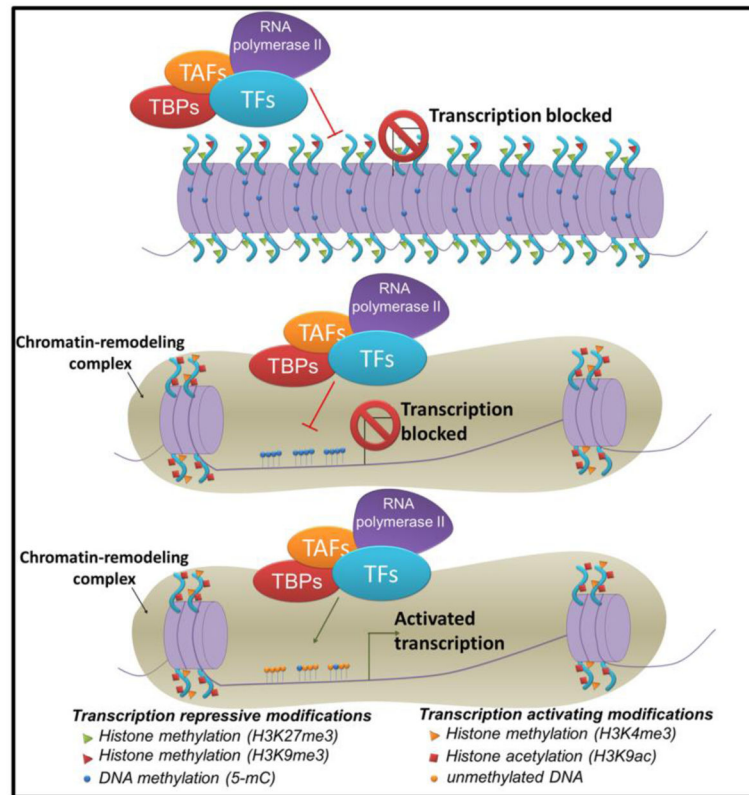 RNA
polymerase II
TAFs
TBPs
TFs
Transcription blocked
RNA
polymerase II
TAFs
TBPs
TFs
Chromatin-remodeling
complex
Transcription
blocked
RNA
polymerase II
TAFs
TBPs
TFs
Chromatin-remodeling
complex
Activated
transcription
Transcription repressive modifications
Histone methylation (H3K27me3)
Histone methylation (H3K9me3)
DNA methylation (5-mC)
Transcription activating modifications
Histone methylation (H3K4me3)
Histone acetylation (H3K9ac)
unmethylated DNA